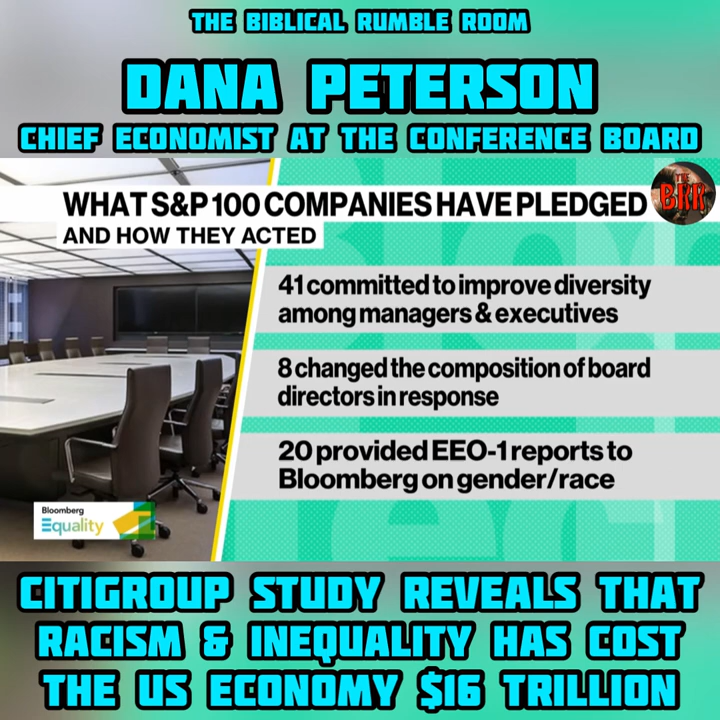 THE BIBLICAL RUMBLE ROOM
DANA PETERSON
CHIEF ECONOMIST AT THE CONFERENCE BOARD
WHAT S&P 100 COMPANIES HAVE PLEDGED
THE
BRR
AND HOW THEY ACTED
41 committed to improve diversity
among managers & executives
8 changed the composition of board
directors in response
20 provided EEO-1 reports to
Bloomberg on gender/race
Bloomberg
Equality
CITIGROUP STUDY REVEALS THAT
RACISM & INEQUALITY HAS COST
THE US ECONOMY $16 TRILLION